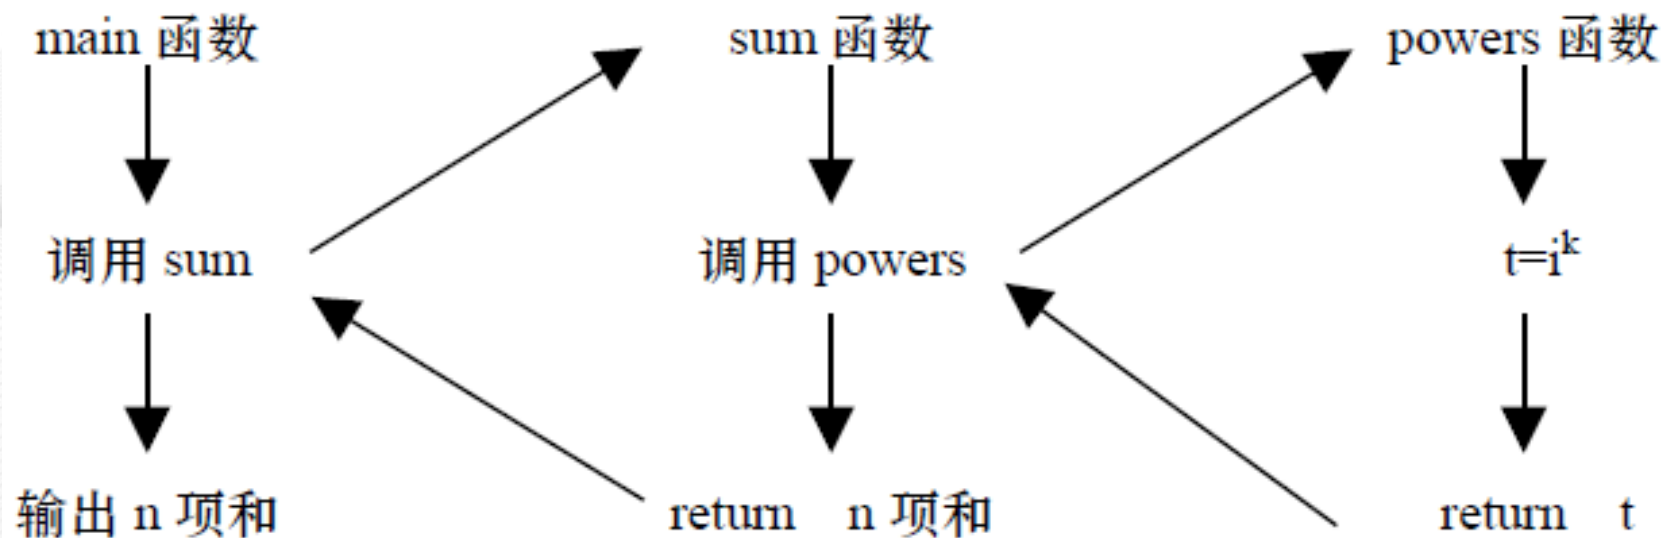 main 函数 sum 函数 powers 函数
调用 sum 调用 powers t=i^k
输出 n 项和 return n 项和 return t